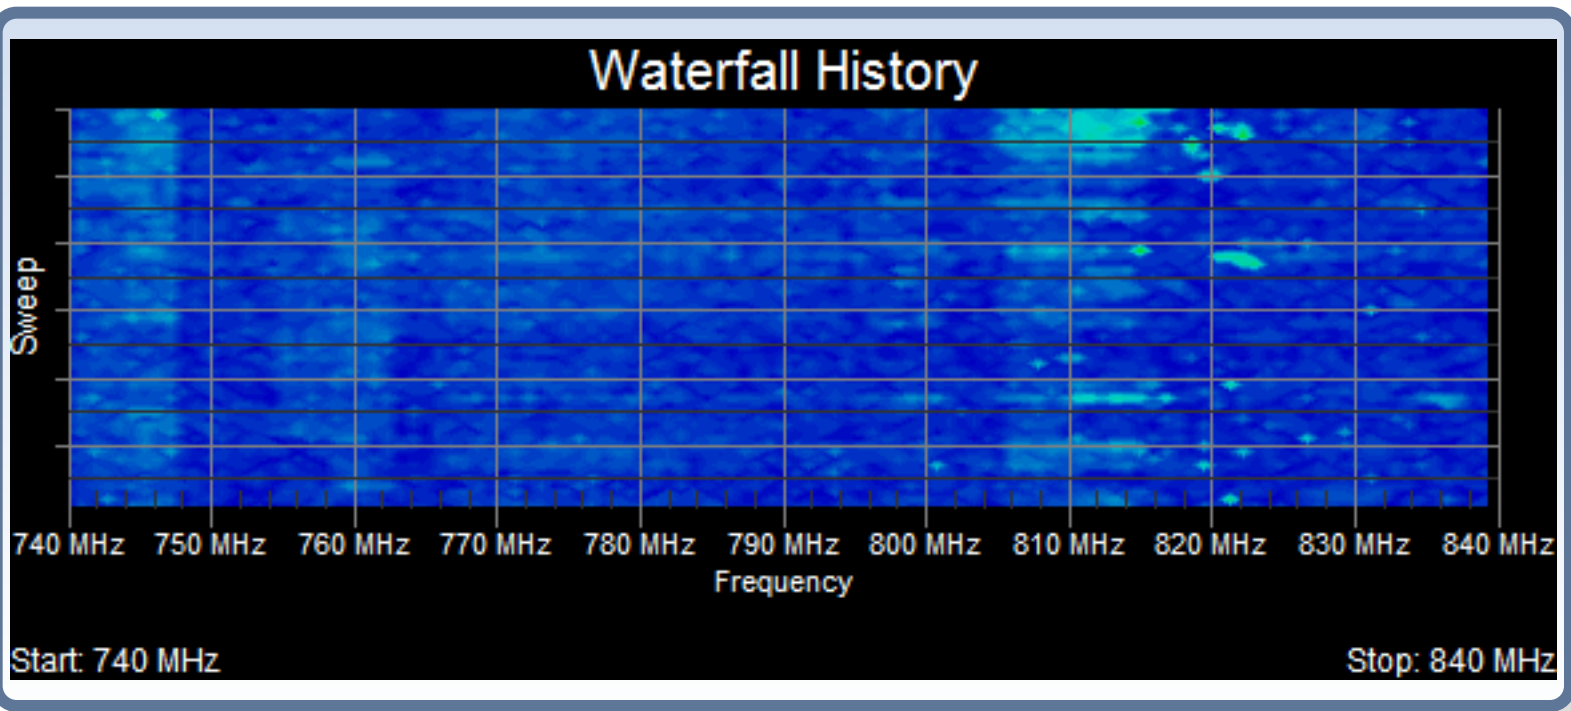 Waterfall History
Sweep
740 MHz 750 MHz 760 MHz 770 MHz 780 MHz 790 MHz 800 MHz 810 MHz 820 MHz 830 MHz 840 MHz
Frequency
Start: 740 MHz
Stop: 840 MHz